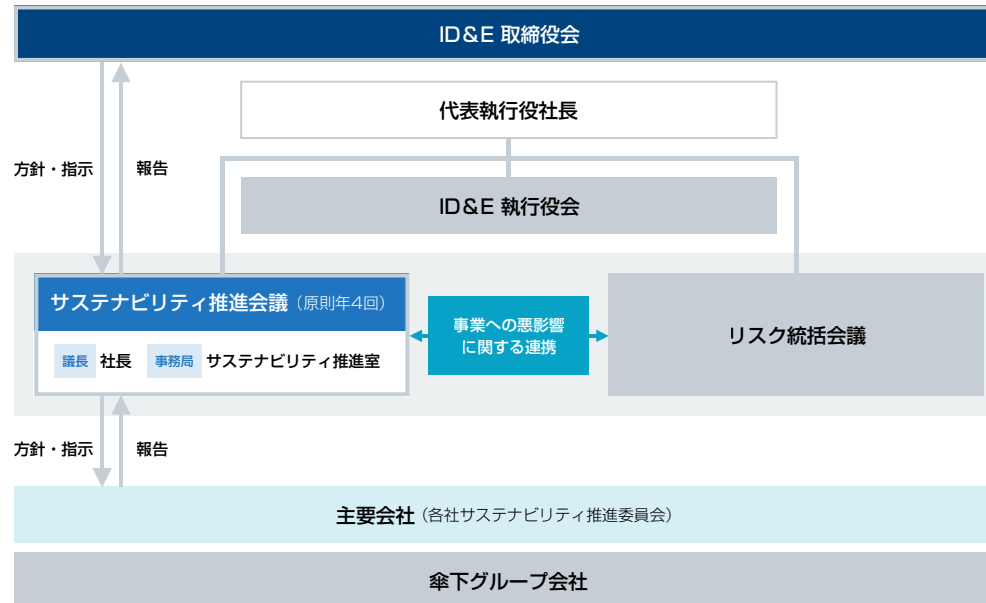 ID&E 取締役会
代表執行役社長
方針・指示
報告
ID&E 執行役会
サステナビリティ推進会議（原則年4回）
議長 社長 事務局 サステナビリティ推進室
事業への悪影響
に関する連携
リスク統括会議
方針・指示
報告
主要会社（各社サステナビリティ推進委員会）
傘下グループ会社